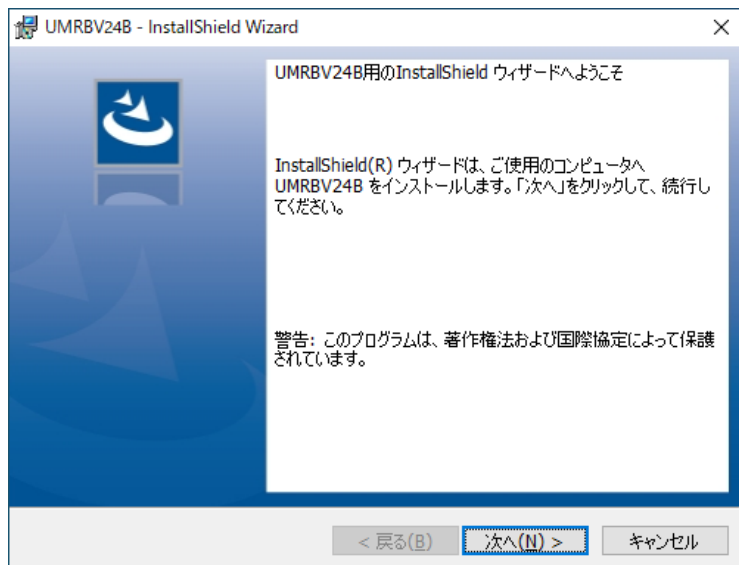 UMRBV24B - InstallShield Wizard
UMRBV24B用のInstallShield ウィザードへようこそ
InstallShield(R) ウィザードは、ご使用のコンピュータへ
UMRBV24B をインストールします。「次へ」をクリックして、続行し
てください。
警告: このプログラムは、著作権法および国際協定によって保護
されています。
< 戻る(B)
次へ(N) >
キャンセル